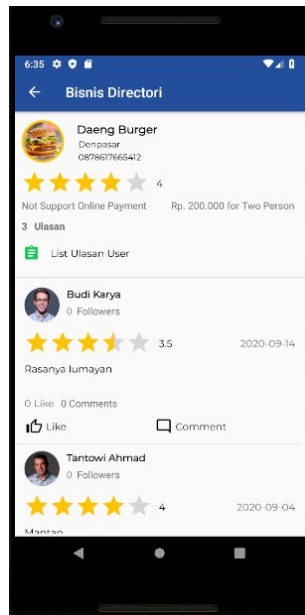 6:35
Bisnis Directori
Daeng Burger
Denpasar
0878617665412
4
Not Support Online Payment Rp. 200.000 for Two Person
3 Ulasan
List Ulasan User
Budi Karya
0 Followers
3.5 2020-09-14
Rasanya lumayan
0 Like 0 Comments
Like Comment
Tantowi Ahmad
0 Followers
4 2020-09-04
Mantap